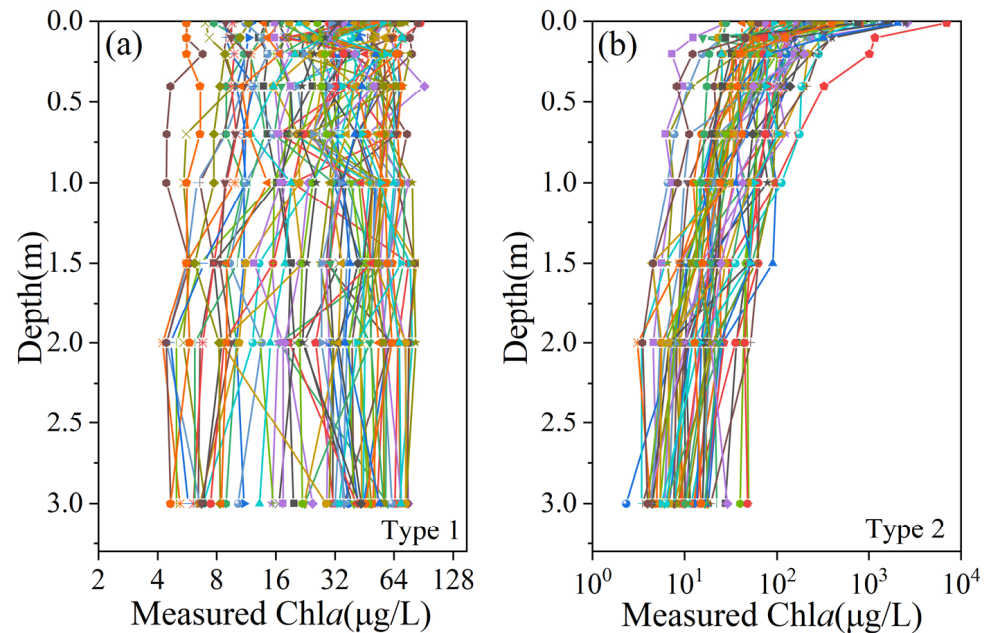 (a)
0.0
0.5
1.0
1.5
2.0
2.5
3.0
Depth(m)
Type 1
2 4 8 16 32 64 128
Measured Chla(μg/L)
(b)
0.0
0.5
1.0
1.5
2.0
2.5
3.0
Depth(m)
Type 2
10⁰ 10¹ 10² 10³ 10⁴
Measured Chla(μg/L)